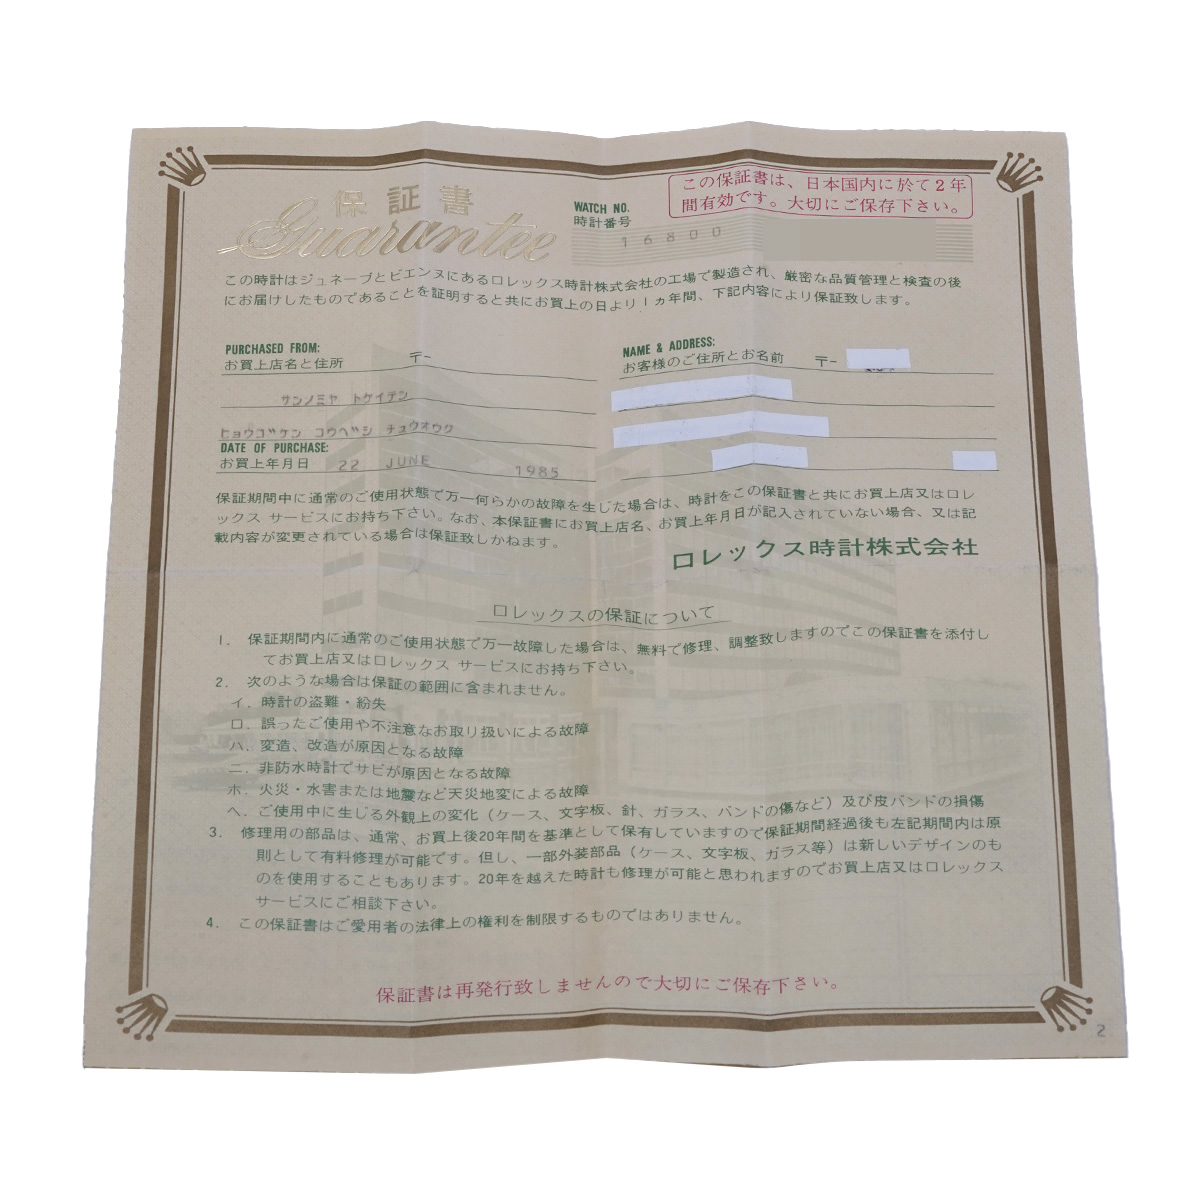 保証書
Guarantee
この保証書は、日本国内に於て2年
間有効です。大切にご保存下さい。
WATCH NO.
時計番号
16800
この時計はジュネーブとビエンヌにあるロレックス時計株式会社の工場で製造され、厳密な品質管理と検査の後
にお届けしたものであることを証明すると共にお買上の日より1ヵ年間、下記内容により保証致します。
PURCHASED FROM:
お買上店名と住所 〒-
サンノミヤ トケイテン
ヒョウゴケン コウベシ チュウオウク
DATE OF PURCHASE:
お買上年月日 22 JUNE 1985
NAME & ADDRESS:
お客様のご住所とお名前 〒-
保証期間中に通常のご使用状態で万一何らかの故障を生じた場合は、時計をこの保証書と共にお買上店又はロレ
ックス サービスにお持ち下さい。なお、本保証書にお買上店名、お買上年月日が記入されていない場合、又は記
載内容が変更されている場合は保証致しかねます。
ロレックス時計株式会社
ロレックスの保証について
1. 保証期間内に通常のご使用状態で万一故障した場合は、無料で修理、調整致しますのでこの保証書を添付し
てお買上店又はロレックス サービスにお持ち下さい。
2. 次のような場合は保証の範囲に含まれません。
イ. 時計の盗難・紛失
ロ. 誤ったご使用や不注意なお取り扱いによる故障
ハ. 変造、改造が原因となる故障
ニ. 非防水時計でサビが原因となる故障
ホ. 火災・水害または地震など天災地変による故障
ヘ. ご使用中に生じる外観上の変化（ケース、文字板、針、ガラス、バンドの傷など）及び皮バンドの損傷
3. 修理用の部品は、通常、お買上後20年間を基準として保有していますので保証期間経過後も左記期間内は原
則として有料修理が可能です。但し、一部外装部品（ケース、文字板、ガラス等）は新しいデザインのも
のを使用することもあります。20年を越えた時計も修理が可能と思われますのでお買上店又はロレックス
サービスにご相談下さい。
4. この保証書はご愛用者の法律上の権利を制限するものではありません。
保証書は再発行致しませんので大切にご保存下さい。
2